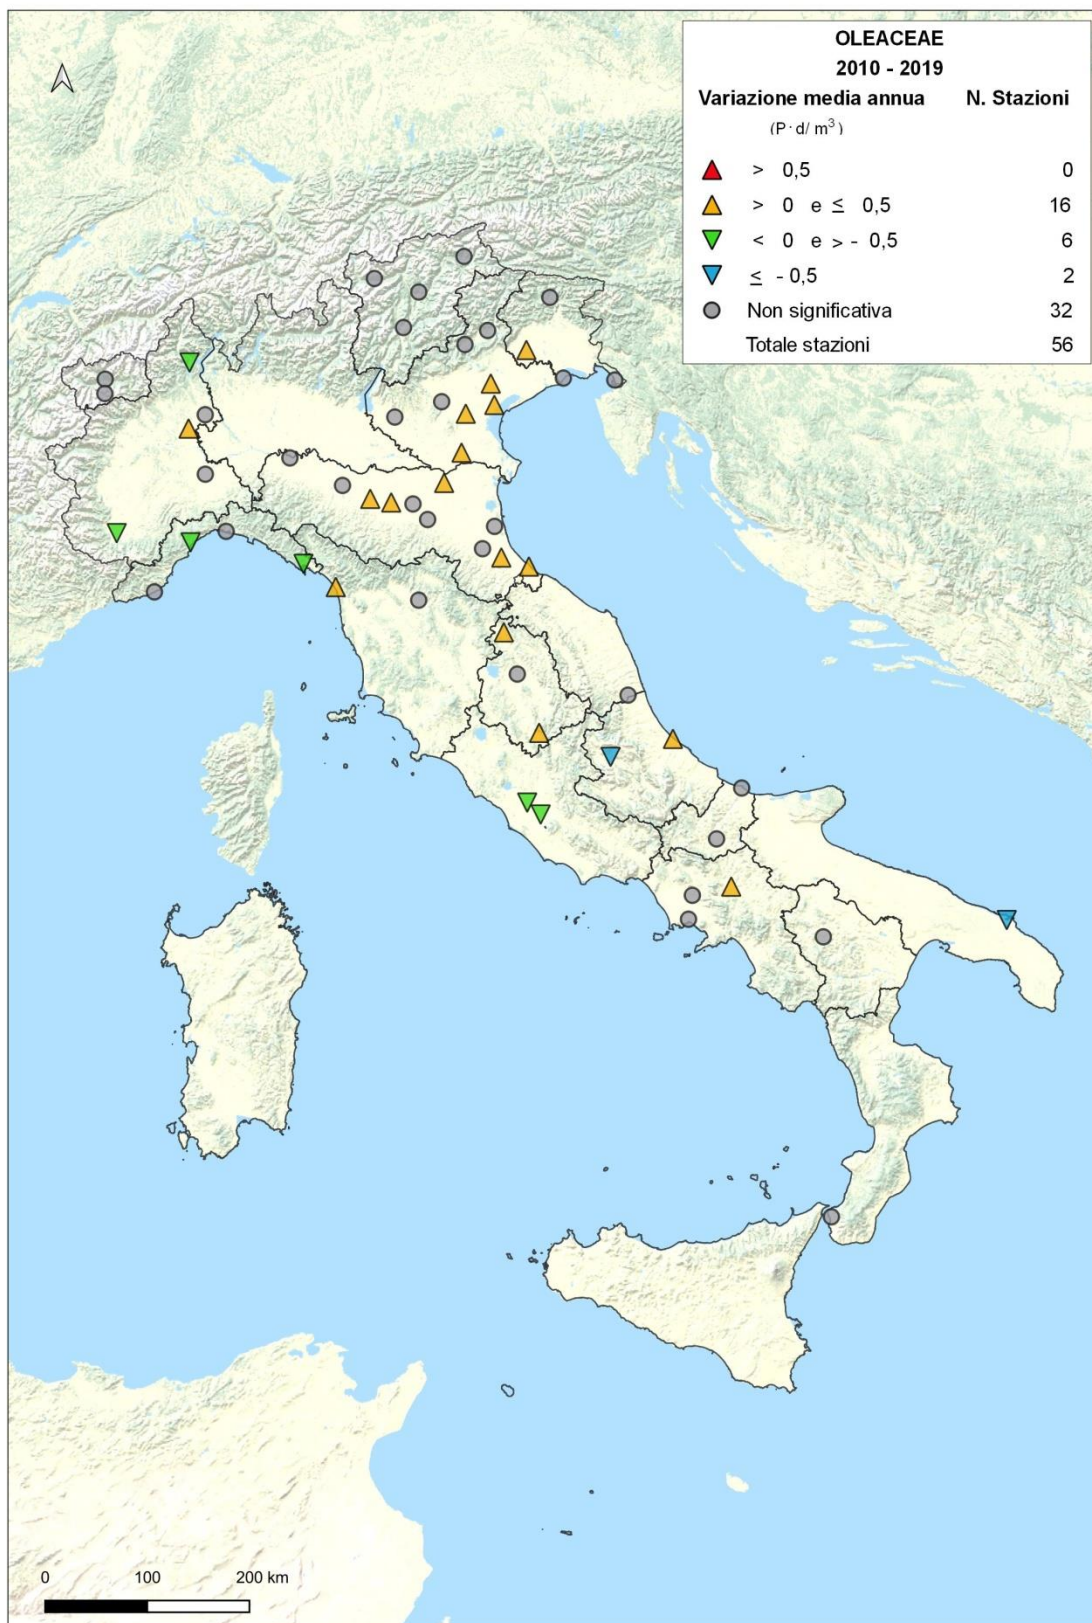 OLEACEAE
2010 - 2019
Variazione media annua N. Stazioni
(P · d/ m³)
> 0,5 0
> 0 e ≤ 0,5 16
< 0 e > - 0,5 6
≤ - 0,5 2
Non significativa 32
Totale stazioni 56
0 100 200 km